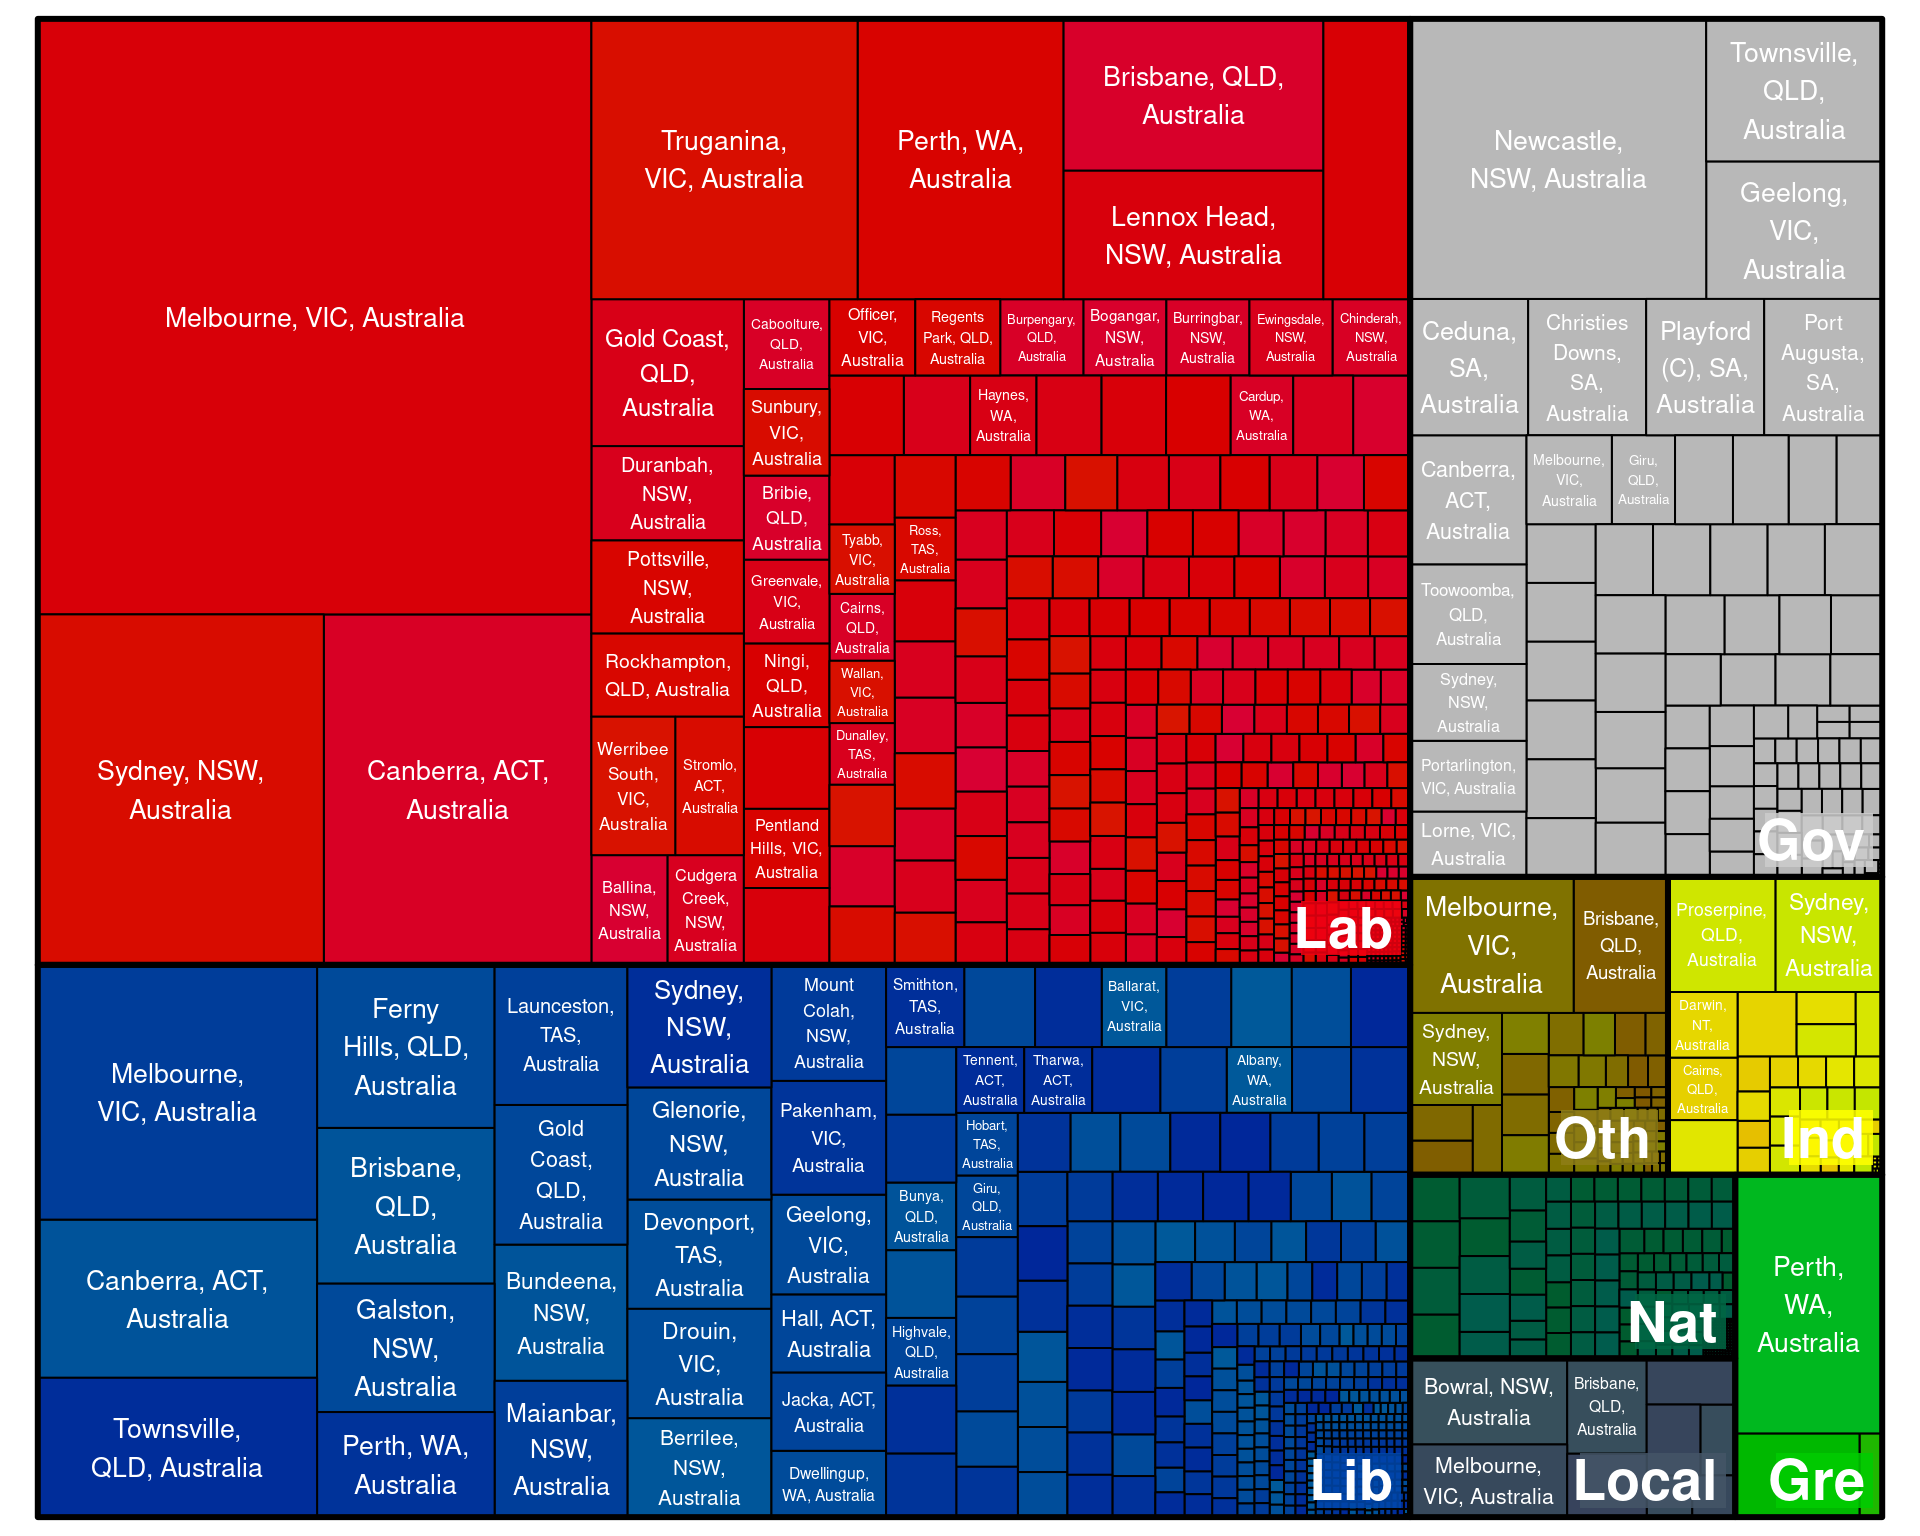 Melbourne, VIC, Australia
Truganina,
VIC, Australia
Perth, WA,
Australia
Brisbane, QLD,
Australia
Lennox Head,
NSW, Australia
Sydney, NSW,
Australia
Canberra, ACT,
Australia
Gold Coast,
QLD,
Australia
Duranbah,
NSW,
Australia
Pottsville,
NSW,
Australia
Rockhampton,
QLD, Australia
Werribee
South,
VIC,
Australia
Stromlo,
ACT,
Australia
Ballina,
NSW,
Australia
Cudgera
Creek,
NSW,
Australia
Caboolture,
QLD,
Australia
Sunbury,
VIC,
Australia
Bribie,
QLD,
Australia
Greenvale,
VIC,
Australia
Ningi,
QLD,
Australia
Pentland
Hills, VIC,
Australia
Officer,
VIC,
Australia
Regents
Park, QLD,
Australia
Burpengary,
QLD,
Australia
Bogangar,
NSW,
Australia
Burringbar,
NSW,
Australia
Ewingsdale,
NSW,
Australia
Chinderah,
NSW,
Australia
Haynes,
WA,
Australia
Cardup,
WA,
Australia
Tyabb,
VIC,
Australia
Ross,
TAS,
Australia
Cairns,
QLD,
Australia
Wallan,
VIC,
Australia
Dunalley,
TAS,
Australia
Lab
Newcastle,
NSW, Australia
Townsville,
QLD,
Australia
Geelong,
VIC,
Australia
Ceduna,
SA,
Australia
Christies
Downs,
SA,
Australia
Playford
(C), SA,
Australia
Port
Augusta,
SA,
Australia
Canberra,
ACT,
Australia
Melbourne,
VIC,
Australia
Giru,
QLD,
Australia
Toowoomba,
QLD,
Australia
Sydney,
NSW,
Australia
Portarlington,
VIC, Australia
Lorne, VIC,
Australia
Gov
Melbourne,
VIC, Australia
Canberra, ACT,
Australia
Townsville,
QLD, Australia
Ferny
Hills, QLD,
Australia
Brisbane,
QLD,
Australia
Galston,
NSW,
Australia
Perth, WA,
Australia
Launceston,
TAS,
Australia
Gold
Coast,
QLD,
Australia
Bundeena,
NSW,
Australia
Maianbar,
NSW,
Australia
Sydney,
NSW,
Australia
Glenorie,
NSW,
Australia
Devonport,
TAS,
Australia
Drouin,
VIC,
Australia
Berrilee,
NSW,
Australia
Mount
Colah,
NSW,
Australia
Pakenham,
VIC,
Australia
Geelong,
VIC,
Australia
Hall, ACT,
Australia
Jacka, ACT,
Australia
Dwellingup,
WA, Australia
Smithton,
TAS,
Australia
Ballarat,
VIC,
Australia
Tennent,
ACT,
Australia
Tharwa,
ACT,
Australia
Albany,
WA,
Australia
Hobart,
TAS,
Australia
Bunya,
QLD,
Australia
Giru,
QLD,
Australia
Highvale,
QLD,
Australia
Lib
Melbourne,
VIC,
Australia
Brisbane,
QLD,
Australia
Sydney,
NSW,
Australia
Oth
Proserpine,
QLD,
Australia
Sydney,
NSW,
Australia
Darwin,
NT,
Australia
Cairns,
QLD,
Australia
Ind
Nat
Perth,
WA,
Australia
Gre
Bowral, NSW,
Australia
Brisbane,
QLD,
Australia
Melbourne,
VIC, Australia
Local